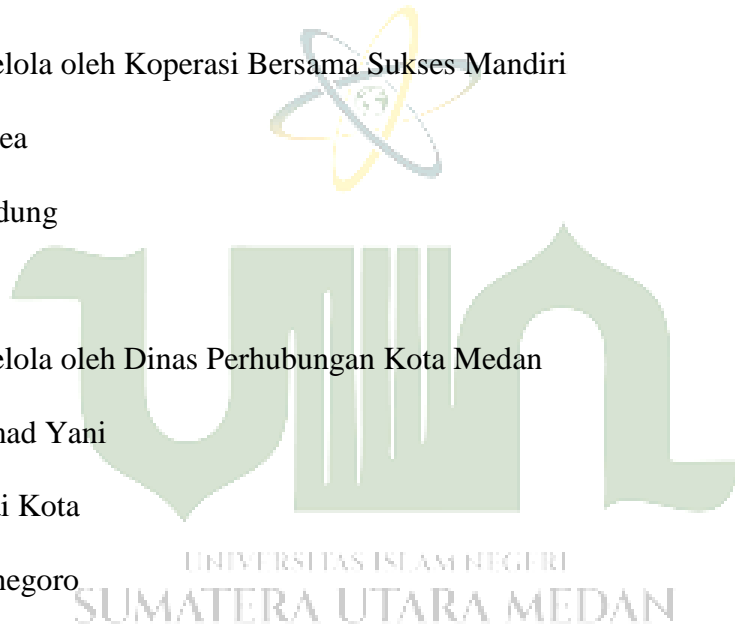 elola oleh Koperasi Bersama Sukses Mandiri
ea
dung
elola oleh Dinas Perhubungan Kota Medan
nad Yani
i Kota
negoro
UNIVERSITAS ISLAM NEGERI
SUMATERA UTARA MEDAN